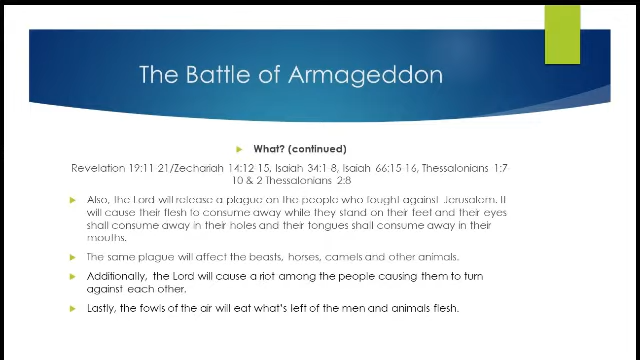 The Battle of Armageddon
What? (continued)
Revelation 19:11-21/Zechariah 14:12-15, Isaiah 34:1-8, Isaiah 66:15-16, Thessalonians 1:7-
10 & 2 Thessalonians 2:8
Also, the Lord will release a plague on the people who fought against Jerusalem. It
will cause their flesh to consume away while they stand on their feet and their eyes
shall consume away in their holes and their tongues shall consume away in their
mouths.
The same plague will affect the beasts, horses, camels and other animals.
Additionally, the Lord will cause a riot among the people causing them to turn
against each other.
Lastly, the fowls of the air will eat what's left of the men and animals flesh.